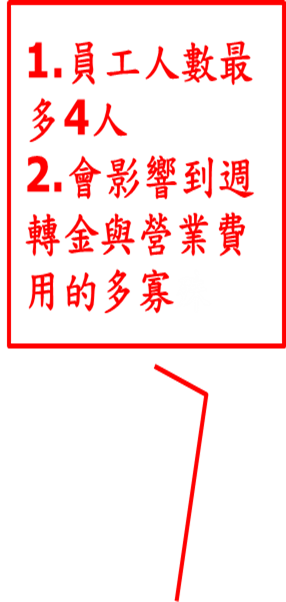 1.員工人數最
多4人
2.會影響到週
轉金與營業費
用的多寡